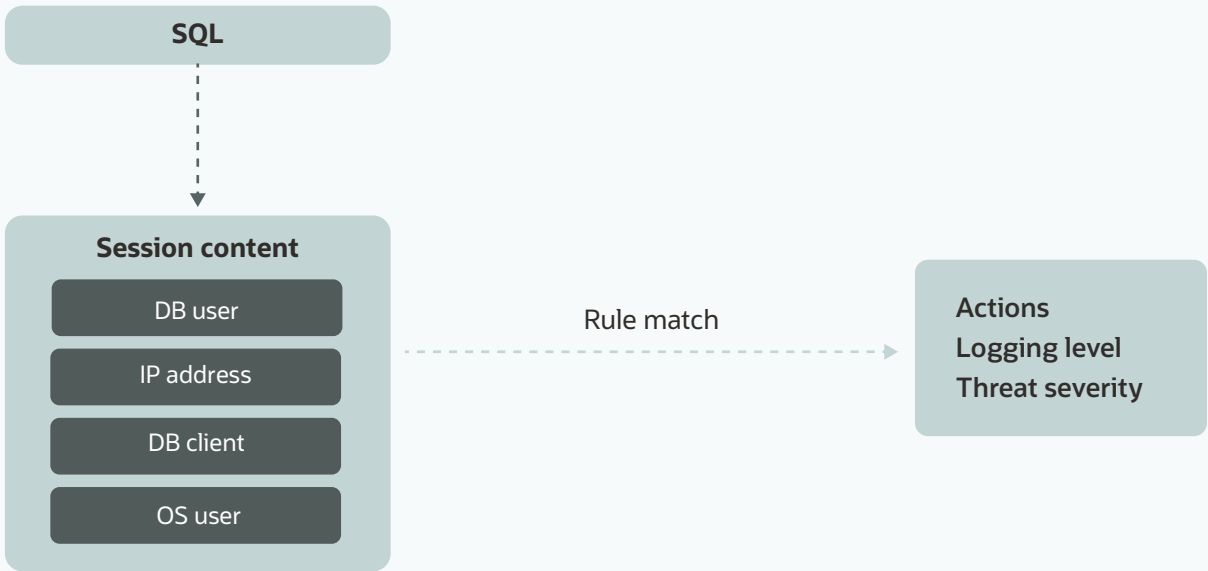 SQL
Session content
DB user
IP address
DB client
OS user
Rule match
Actions
Logging level
Threat severity